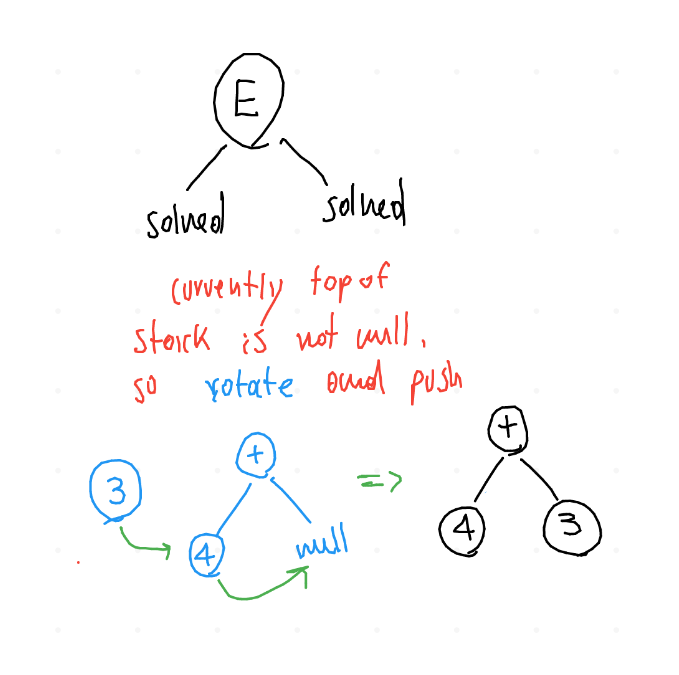 E
solved solved
currently top of
stack is not null,
so rotate and push
+
3
4 null
=>
+
4 3